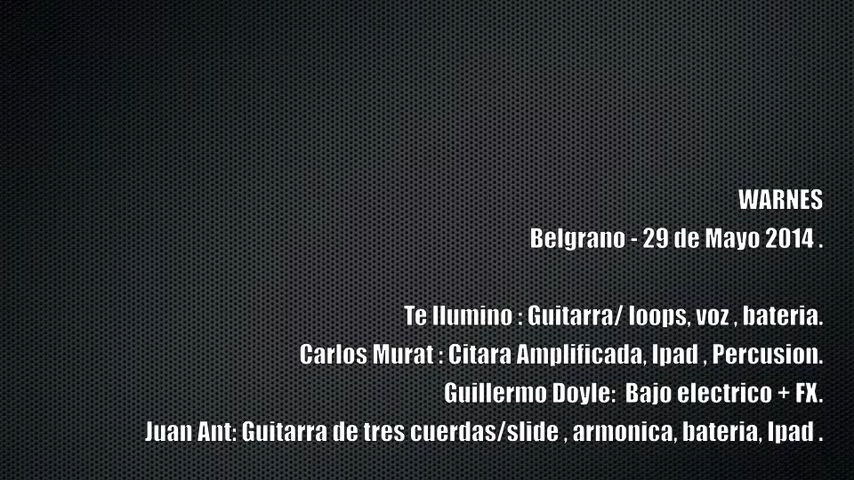 WARNES
Belgrano - 29 de Mayo 2014 .
Te Ilumino : Guitarra/ loops, voz , bateria.
Carlos Murat : Citara Amplificada, Ipad , Percusion.
Guillermo Doyle:  Bajo electrico + FX.
Juan Ant: Guitarra de tres cuerdas/slide , armonica, bateria, Ipad .